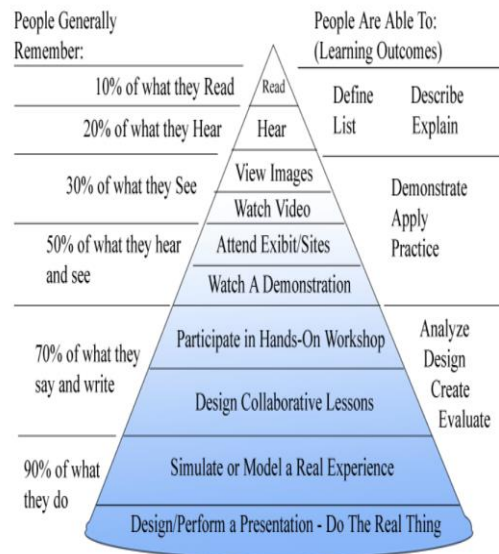 People Generally
Remember:
People Are Able To:
(Learning Outcomes)
10% of what they Read
Read
Define
Describe
List
Explain
20% of what they Hear
Hear
30% of what they See
View Images
Watch Video
Demonstrate
Apply
Practice
50% of what they hear
and see
Attend Exibit/Sites
Watch A Demonstration
70% of what they
say and write
Participate in Hands-On Workshop
Design Collaborative Lessons
Analyze
Design
Create
Evaluate
90% of what
they do
Simulate or Model a Real Experience
Design/Perform a Presentation - Do The Real Thing